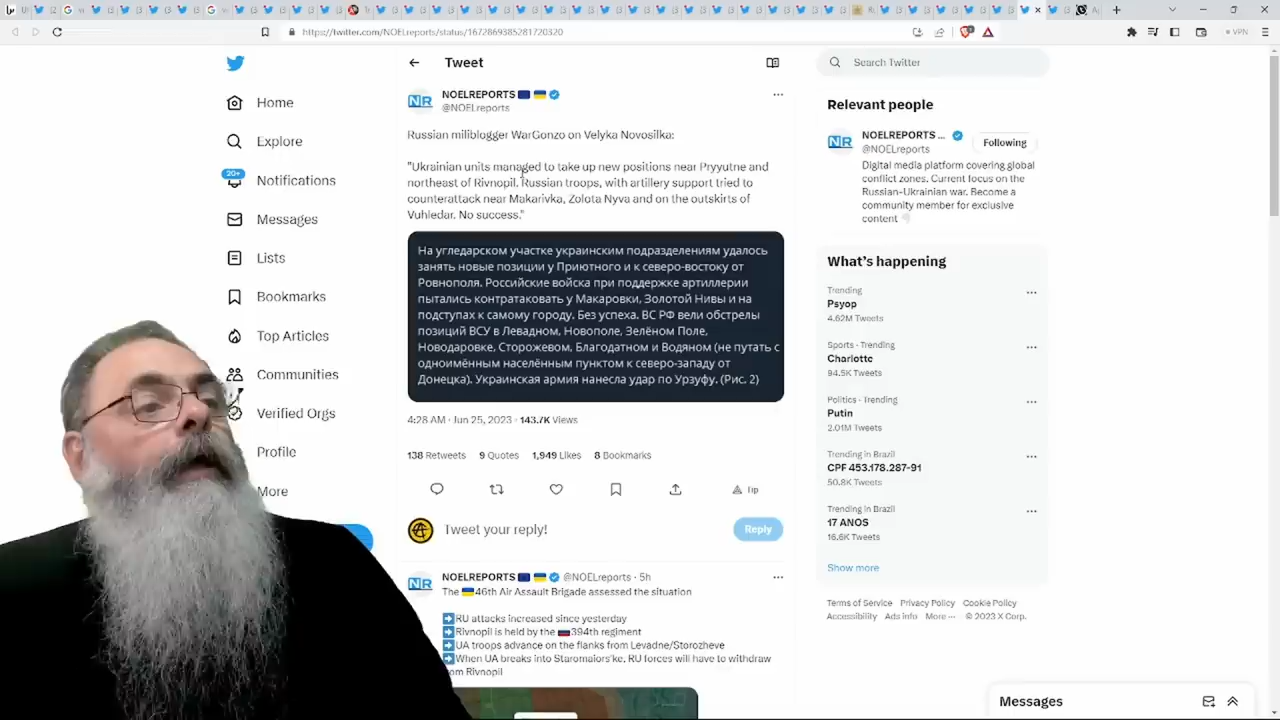 https://twitter.com/NOELreports/status/1672869385281720320
VPN
Home
Explore
20+
Notifications
Messages
Lists
Bookmarks
Top Articles
Communities
Verified Orgs
Profile
More
Tweet
NOELREPORTS
@NOELreports
Russian miliblogger WarGonzo on Velyka Novosilka:
"Ukrainian units managed to take up new positions near Pryyutne and
northeast of Rivnopil. Russian troops, with artillery support tried to
counterattack near Makarivka, Zolota Nyva and on the outskirts of
Vuhledar. No success."
На угледарском участке украинским подразделениям удалось
занять новые позиции у Приютного и к северо-востоку от
Ровнополя. Российские войска при поддержке артиллерии
пытались контратаковать у Макаровки, Золотой Нивы и на
подступах к самому городу. Без успеха. ВС РФ вели обстрелы
позиций ВСУ в Левадном, Новополе, Зелёном Поле,
Новодаровке, Сторожевом, Благодатном и Водяном (не путать с
одноимённым населённым пунктом к северо-западу от
Донецка). Украинская армия нанесла удар по Урзуфу. (Рис. 2)
4:28 AM · Jun 25, 2023 · 143.7K Views
138 Retweets 9 Quotes 1,949 Likes 8 Bookmarks
Tip
Tweet your reply!
Reply
NOELREPORTS @NOELreports · 5h
The 46th Air Assault Brigade assessed the situation
RU attacks increased since yesterday
Rivnopil is held by the 394th regiment
UA troops advance on the flanks from Levadne/Storozheve
When UA breaks into Staromaiors'ke, RU forces will have to withdraw
om Rivnopil
Search Twitter
Relevant people
NOELREPORTS ...
@NOELreports
Following
Digital media platform covering global
conflict zones. Current focus on the
Russian-Ukrainian war. Become a
community member for exclusive
content
What's happening
Trending
Psyop
4.62M Tweets
Sports · Trending
Charlotte
94.5K Tweets
Politics · Trending
Putin
2.01M Tweets
Trending in Brazil
CPF 453.178.287-91
50.8K Tweets
Trending in Brazil
17 ANOS
16.6K Tweets
Show more
Terms of Service Privacy Policy Cookie Policy
Accessibility Ads info More ··· © 2023 X Corp.
Messages